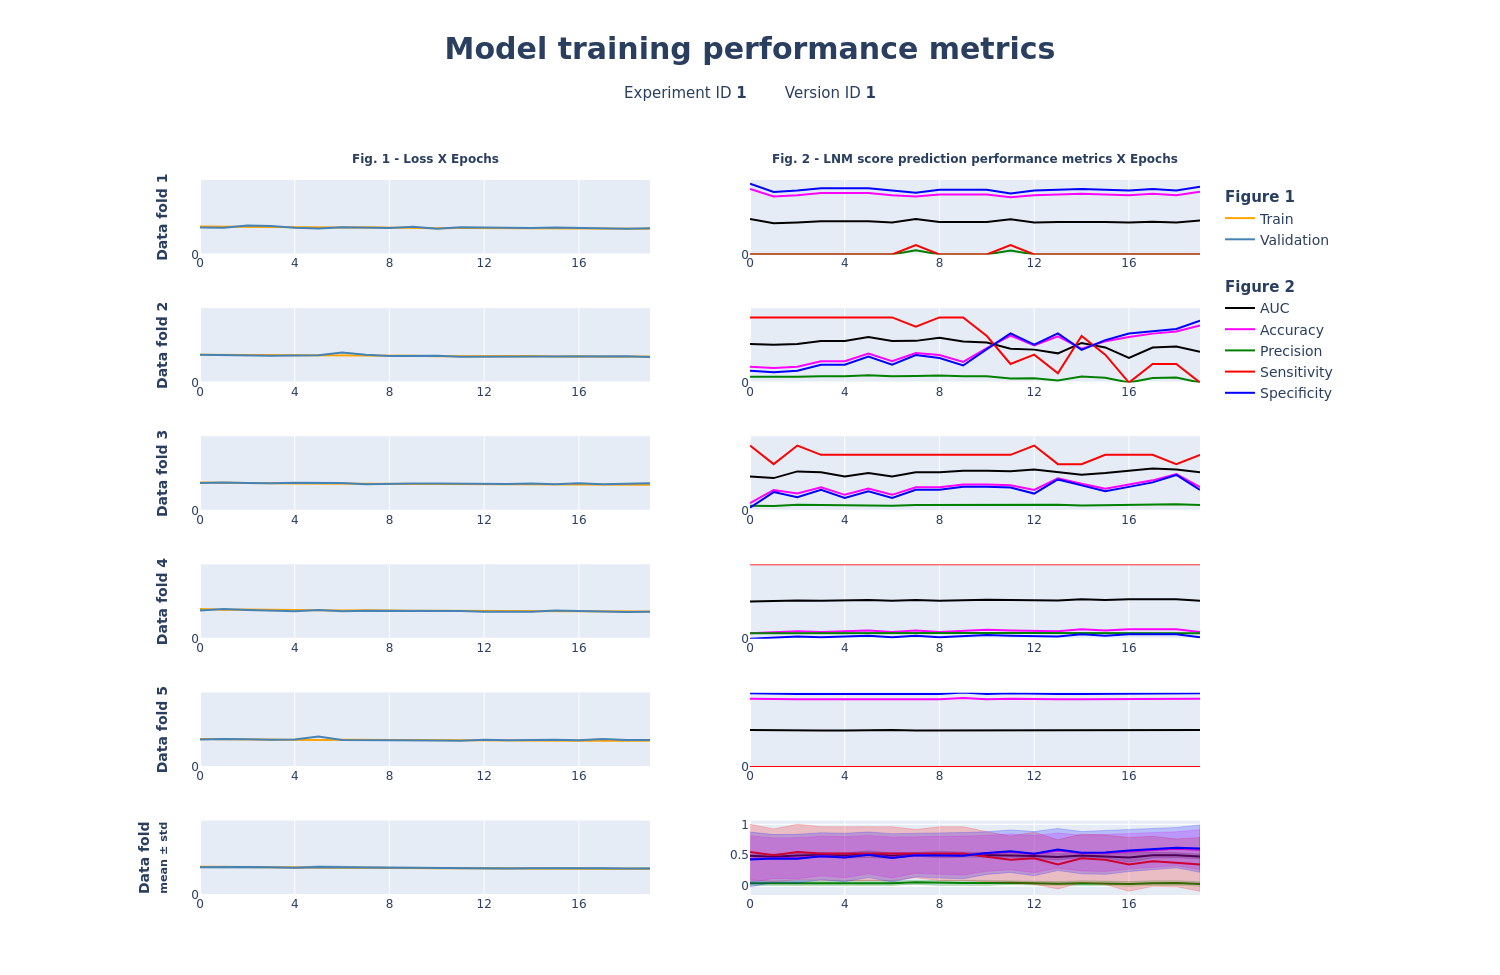 Model training performance metrics
Experiment ID 1 Version ID 1
Fig. 1 - Loss X Epochs
Fig. 2 - LNM score prediction performance metrics X Epochs
Data fold 1
0
0 4 8 12 16
0
0 4 8 12 16
Figure 1
Train
Validation
Figure 2
AUC
Accuracy
Precision
Sensitivity
Specificity
Data fold 2
0
0 4 8 12 16
0
0 4 8 12 16
Data fold 3
0
0 4 8 12 16
0
0 4 8 12 16
Data fold 4
0
0 4 8 12 16
0
0 4 8 12 16
Data fold 5
0
0 4 8 12 16
0
0 4 8 12 16
Data fold
mean ± std
0
0 4 8 12 16
1
0.5
0
0 4 8 12 16